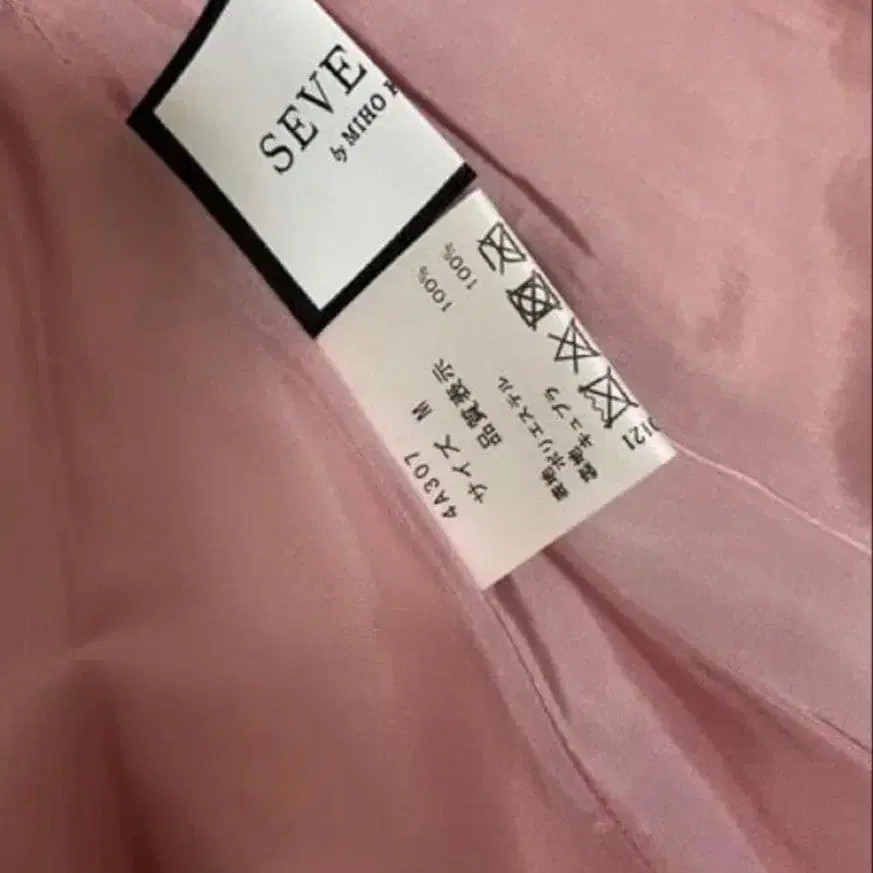 SEVE
by MIHO K
4A307
サイズ M
品質表示
表地 ポリエステル 100%
裏地 キュプラ 100%
0121